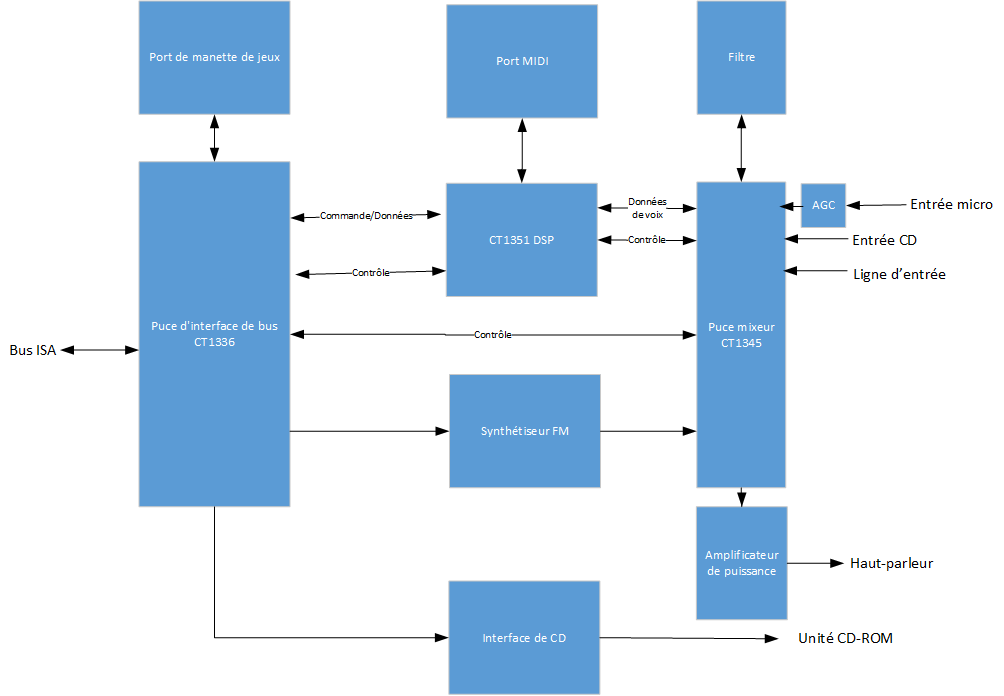 Port de manette de jeux
Port MIDI
Filtre
Données
de voix
AGC
Entrée micro
Commande/Données
CT1351 DSP
Contrôle
Entrée CD
Contrôle
Ligne d'entrée
Puce d'interface de bus
CT1336
Contrôle
Puce mixeur
CT1345
Bus ISA
Synthétiseur FM
Amplificateur
de puissance
Haut-parleur
Interface de CD
Unité CD-ROM